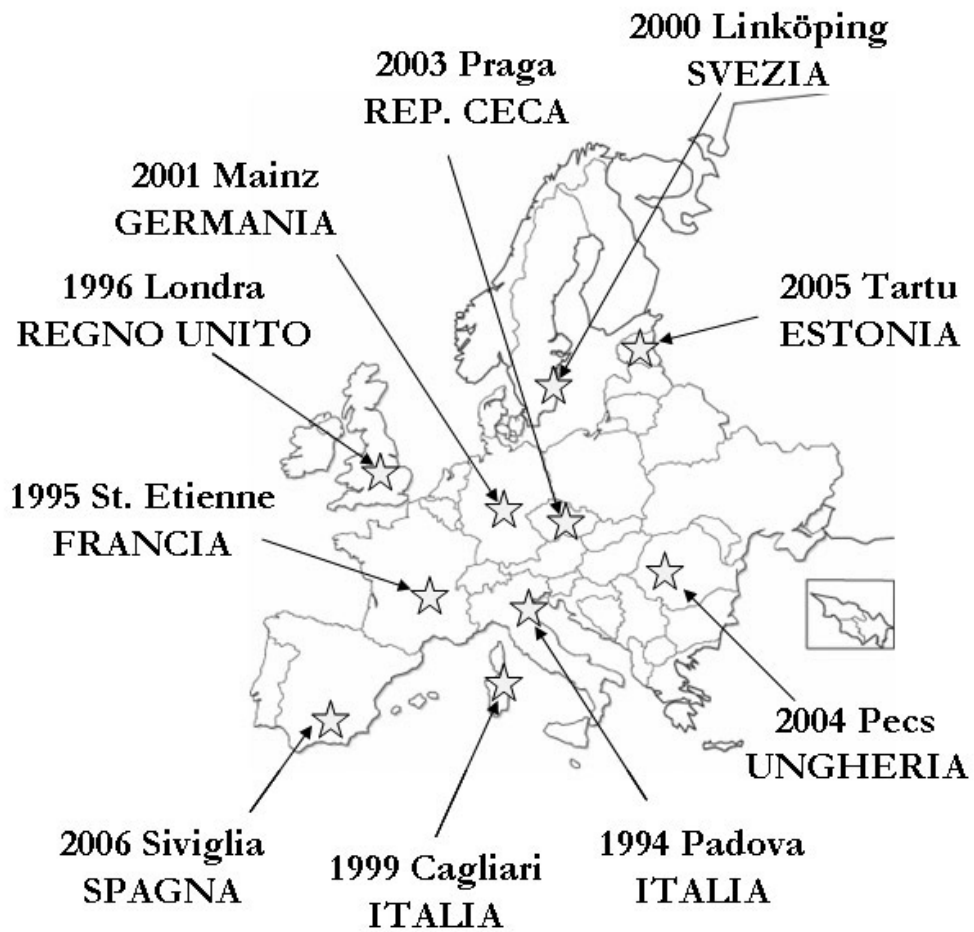 2000 Linköping
SVEZIA
2003 Praga
REP. CECA
2001 Mainz
GERMANIA
1996 Londra
REGNO UNITO
2005 Tartu
ESTONIA
1995 St. Etienne
FRANCIA
2004 Pecs
UNGHERIA
2006 Siviglia
SPAGNA
1999 Cagliari
ITALIA
1994 Padova
ITALIA